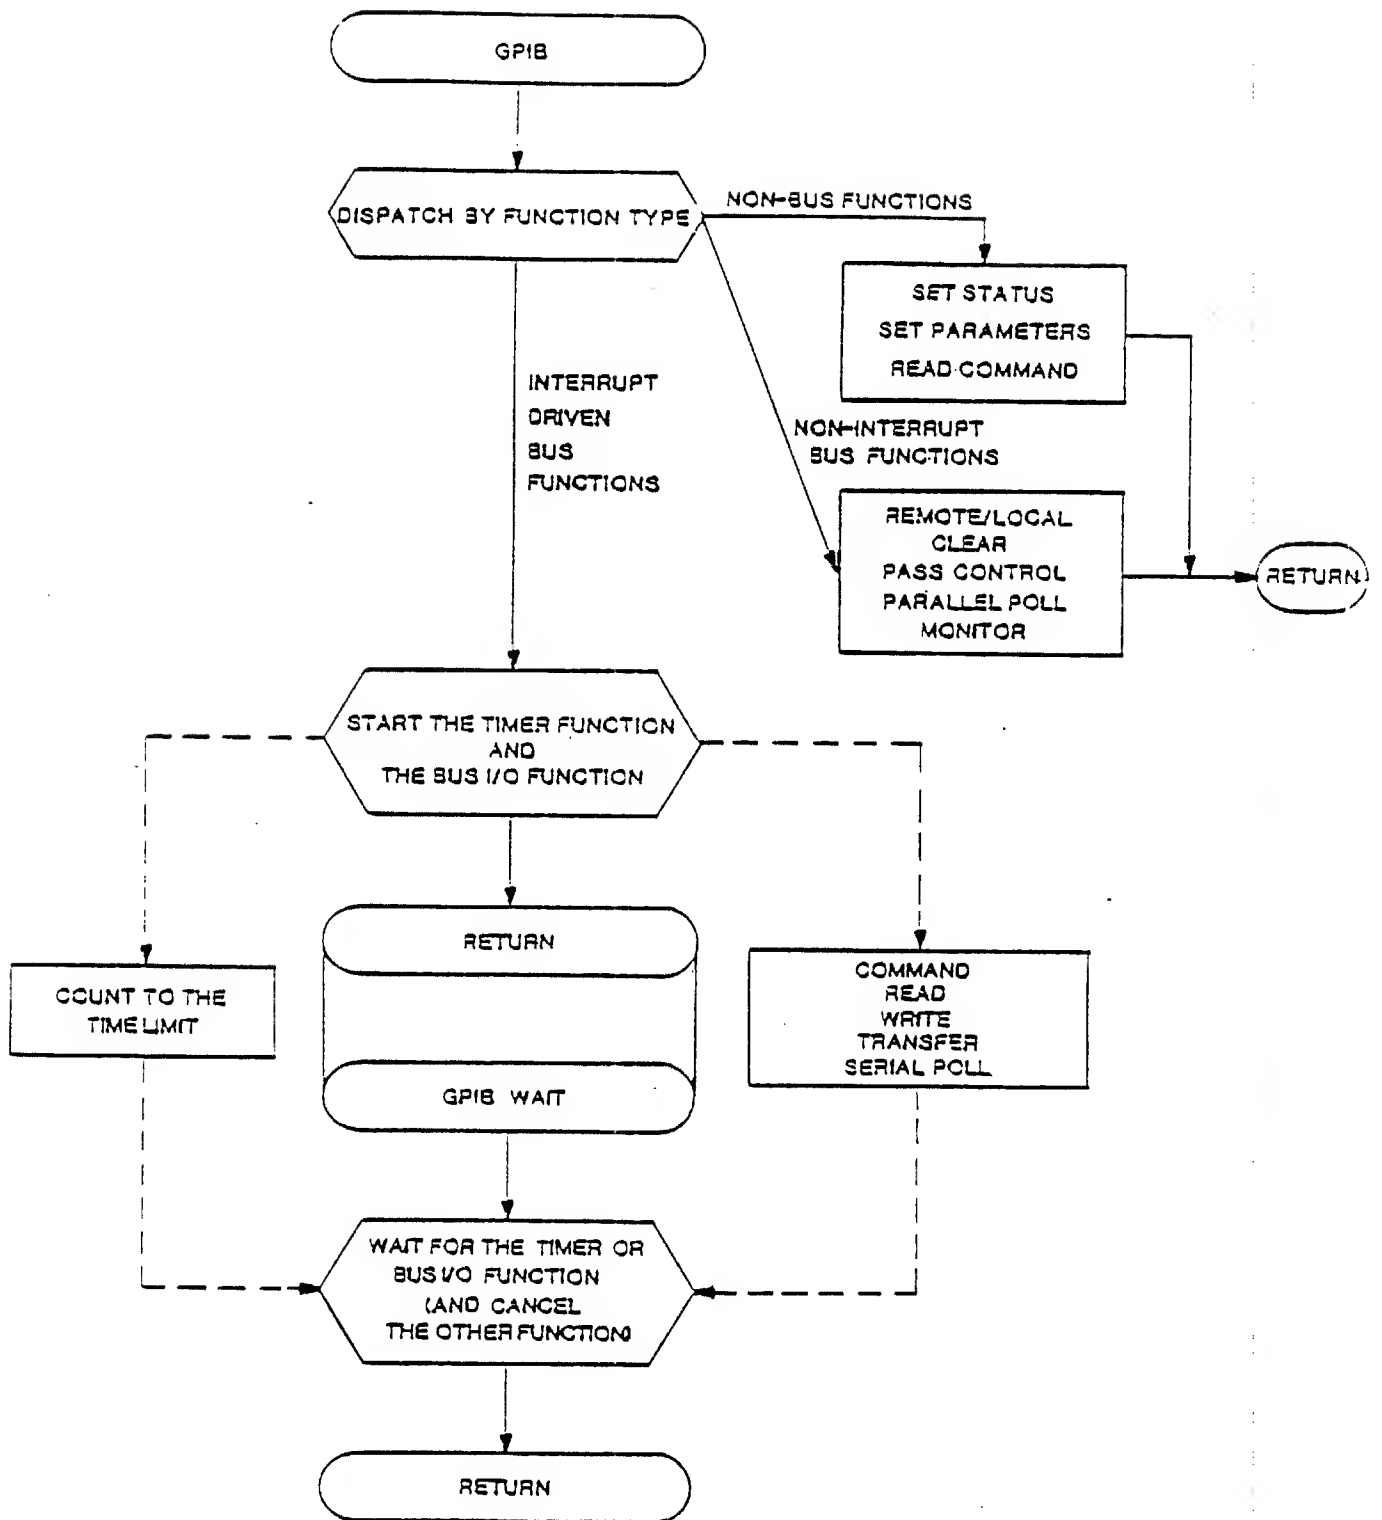 GPIB
DISPATCH BY FUNCTION TYPE
NON-BUS FUNCTIONS
SET STATUS
SET PARAMETERS
READ COMMAND
INTERRUPT
DRIVEN
BUS
FUNCTIONS
NON-INTERRUPT
BUS FUNCTIONS
REMOTE/LOCAL
CLEAR
PASS CONTROL
PARALLEL POLL
MONITOR
RETURN
START THE TIMER FUNCTION
AND
THE BUS I/O FUNCTION
RETURN
COUNT TO THE
TIME LIMIT
COMMAND
READ
WRITE
TRANSFER
SERIAL POLL
GPIB WAIT
WAIT FOR THE TIMER OR
BUS I/O FUNCTION
(AND CANCEL
THE OTHER FUNCTION)
RETURN